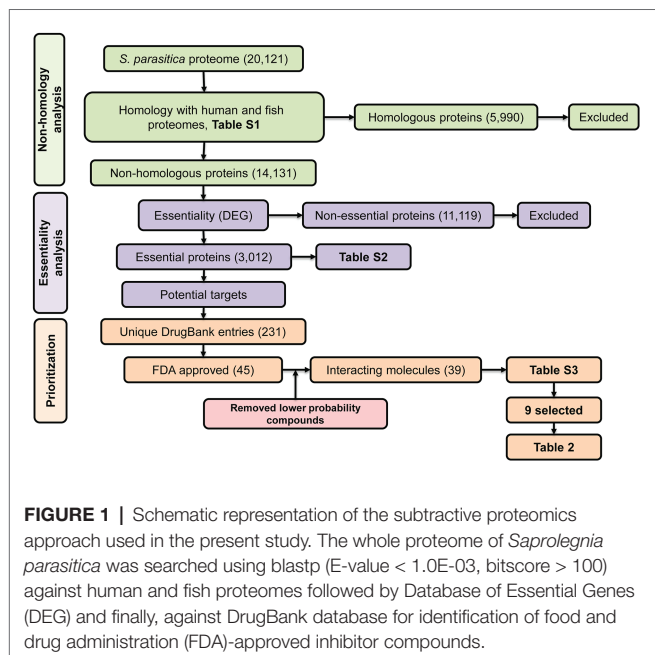 Non-homology
analysis
S. parasitica proteome (20,121)
Homology with human and fish
proteomes, Table S1
Homologous proteins (5,990)
Excluded
Non-homologous proteins (14,131)
Essentiality
analysis
Essentiality (DEG)
Non-essential proteins (11,119)
Excluded
Essential proteins (3,012)
Table S2
Potential targets
Prioritization
Unique DrugBank entries (231)
FDA approved (45)
Interacting molecules (39)
Table S3
Removed lower probability
compounds
9 selected
Table 2
FIGURE 1 | Schematic representation of the subtractive proteomics
approach used in the present study. The whole proteome of Saprolegnia
parasitica was searched using blastp (E-value < 1.0E-03, bitscore > 100)
against human and fish proteomes followed by Database of Essential Genes
(DEG) and finally, against DrugBank database for identification of food and
drug administration (FDA)-approved inhibitor compounds.